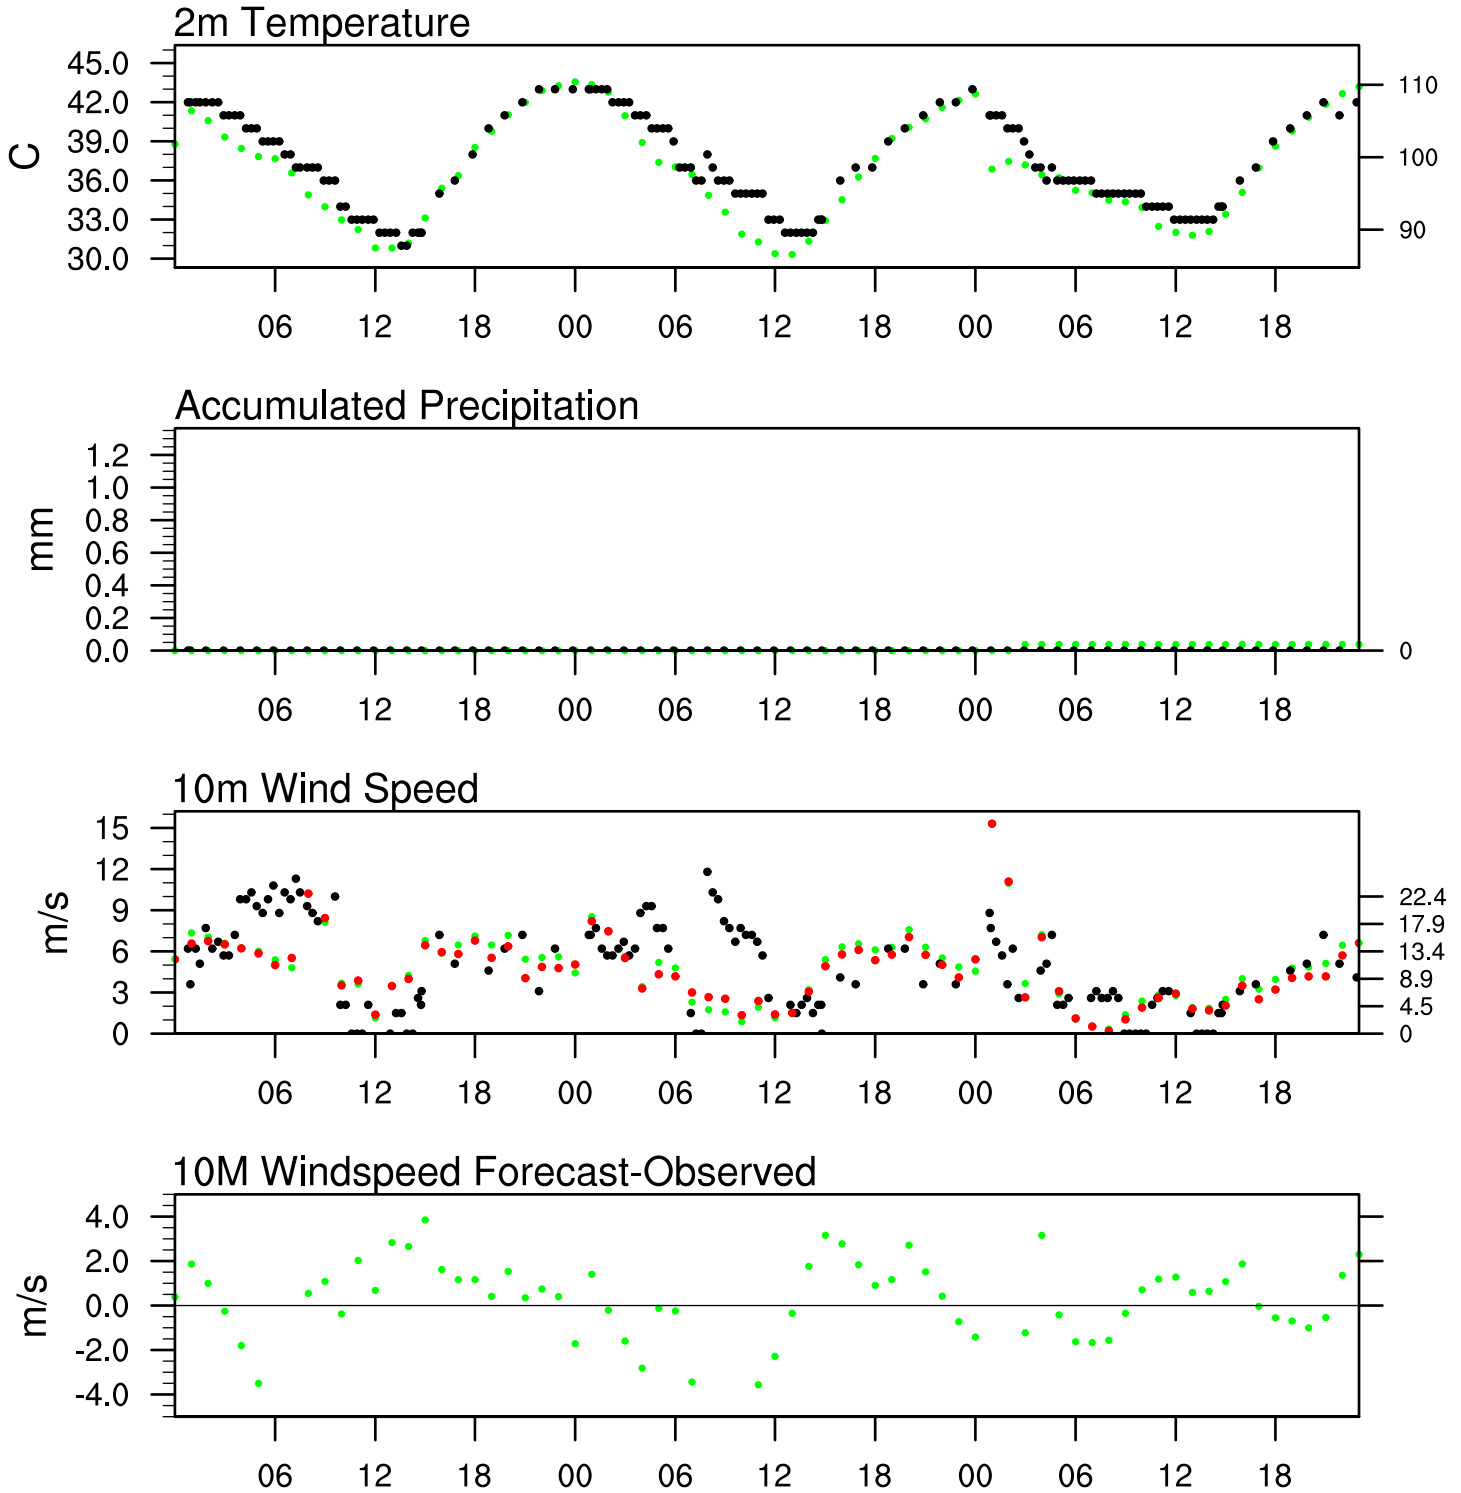 2m Temperature
45.0
42.0
39.0
36.0
33.0
30.0
C
110
100
90
06 12 18 00 06 12 18 00 06 12 18
Accumulated Precipitation
1.2
1.0
0.8
0.6
0.4
0.2
0.0
mm
0
06 12 18 00 06 12 18 00 06 12 18
10m Wind Speed
15
12
9
6
3
0
m/s
22.4
17.9
13.4
8.9
4.5
0
06 12 18 00 06 12 18 00 06 12 18
10M Windspeed Forecast-Observed
4.0
2.0
0.0
-2.0
-4.0
m/s
06 12 18 00 06 12 18 00 06 12 18